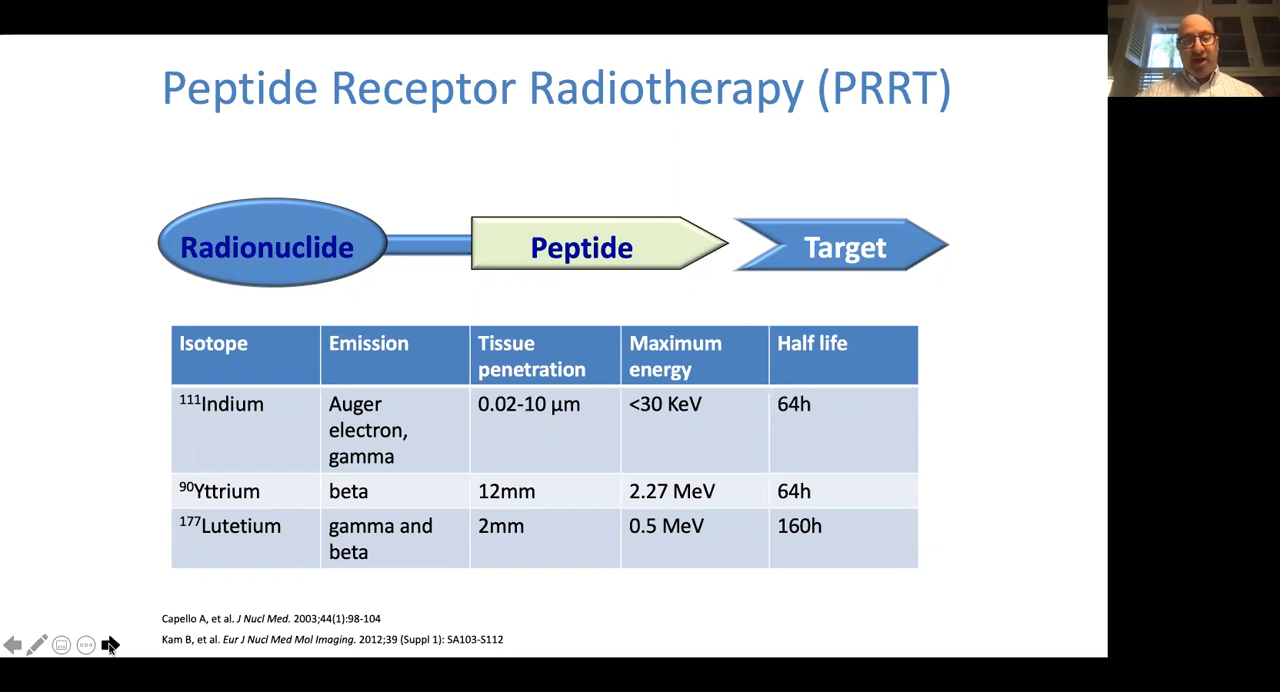 Peptide Receptor Radiotherapy (PRRT)
Radionuclide
Peptide
Target
Isotope
Emission
Tissue
penetration
Maximum
energy
Half life
111Indium
Auger
electron,
gamma
0.02-10 µm
<30 KeV
64h
90Yttrium
beta
12mm
2.27 MeV
64h
177Lutetium
gamma and
beta
2mm
0.5 MeV
160h
Capello A, et al. J Nucl Med. 2003;44(1):98-104
Kam B, et al. Eur J Nucl Med Mol Imaging. 2012;39 (Suppl 1): SA103-S112